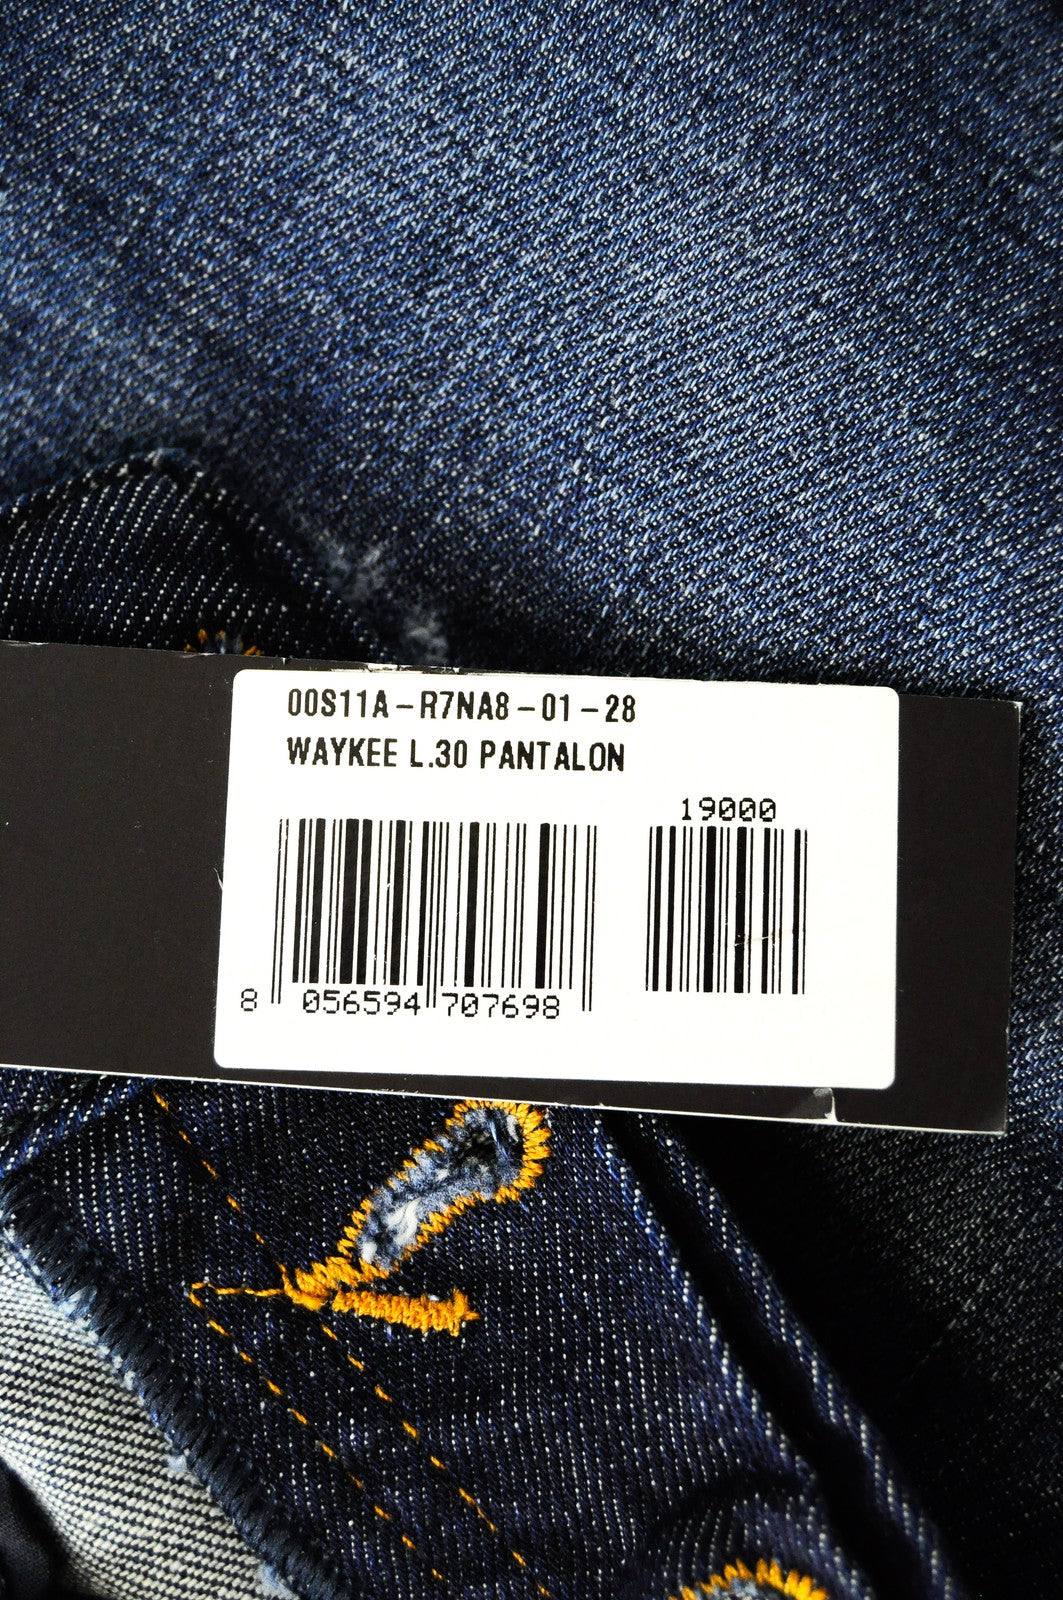 00S11A-R7NA8-01-28
WAYKEE L.30 PANTALON
19000
8 056594 707698